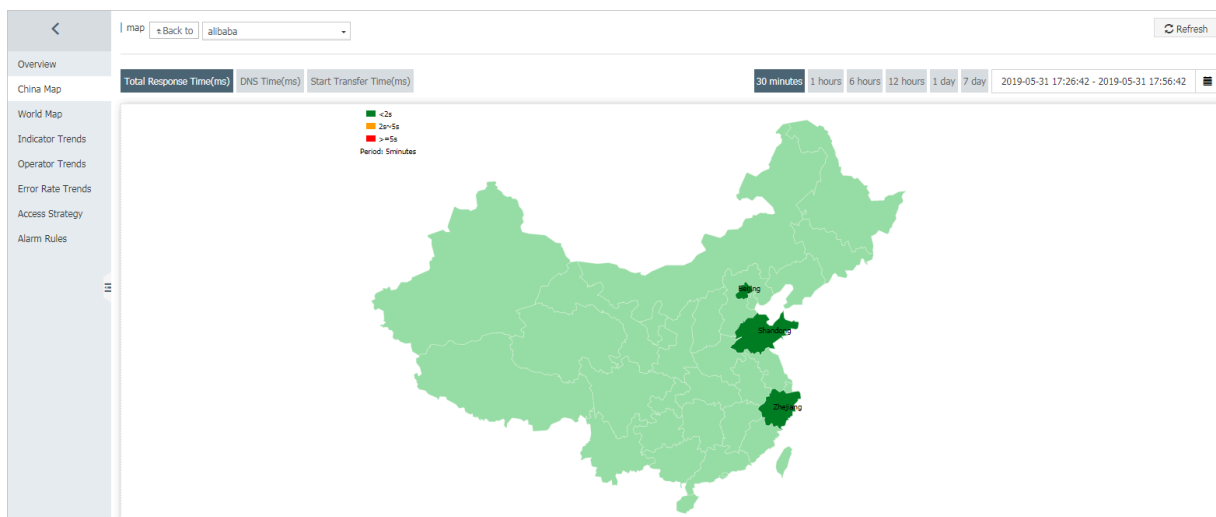 | map
Back to
alibaba
Refresh
Overview
China Map
World Map
Indicator Trends
Operator Trends
Error Rate Trends
Access Strategy
Alarm Rules
Total Response Time(ms) DNS Time(ms) Start Transfer Time(ms)
30 minutes 1 hours 6 hours 12 hours 1 day 7 day 2019-05-31 17:26:42 - 2019-05-31 17:56:42
<2s
2s~5s
>=5s
Period: 5minutes
Beijing
Shandong
Zhejiang